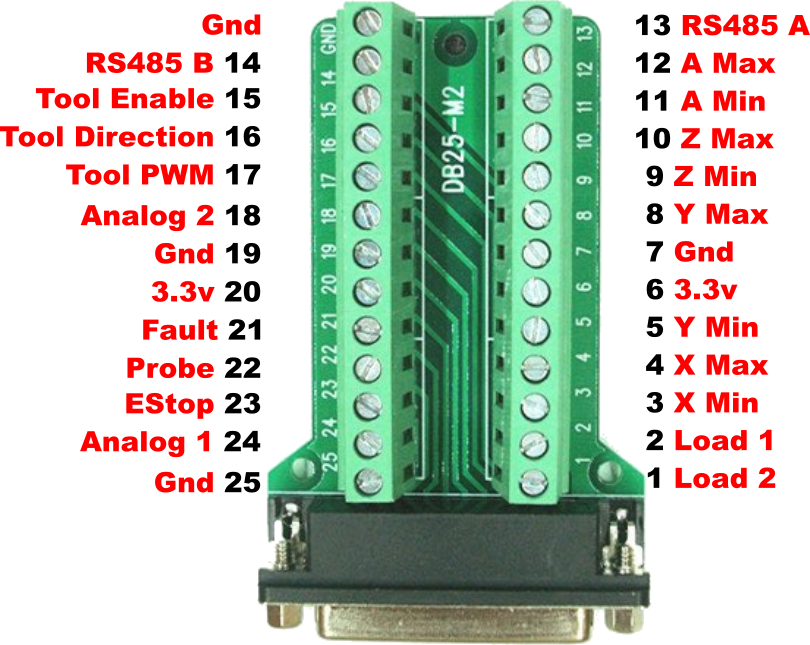 Gnd
RS485 B 14
Tool Enable 15
Tool Direction 16
Tool PWM 17
Analog 2 18
Gnd 19
3.3v 20
Fault 21
Probe 22
EStop 23
Analog 1 24
Gnd 25
GND
14
15
16
17
18
19
20
21
22
23
24
25
DB25-M2
13
12
11
10
9
8
7
6
5
4
3
2
1
13 RS485 A
12 A Max
11 A Min
10 Z Max
9 Z Min
8 Y Max
7 Gnd
6 3.3v
5 Y Min
4 X Max
3 X Min
2 Load 1
1 Load 2